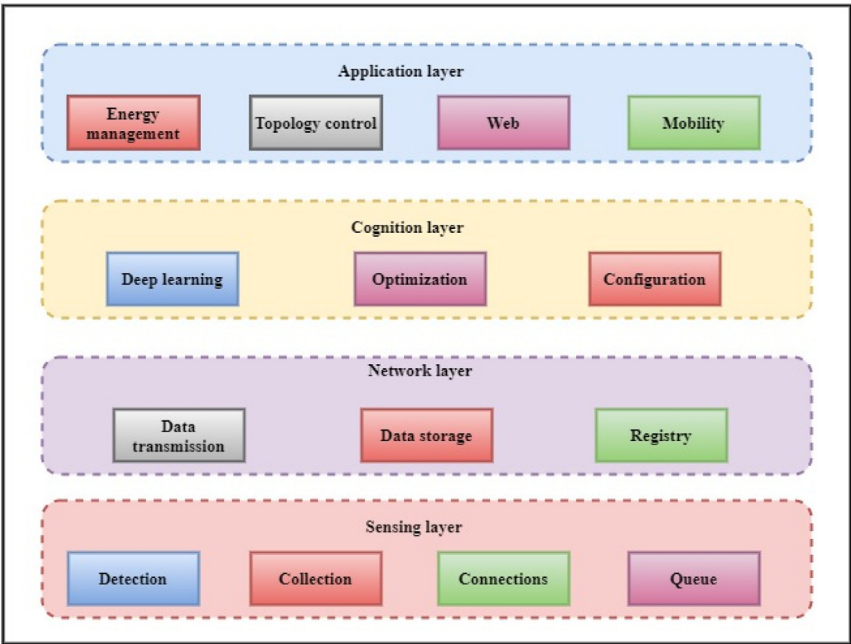 Application layer
Energy
management
Topology control
Web
Mobility
Cognition layer
Deep learning
Optimization
Configuration
Network layer
Data
transmission
Data storage
Registry
Sensing layer
Detection
Collection
Connections
Queue